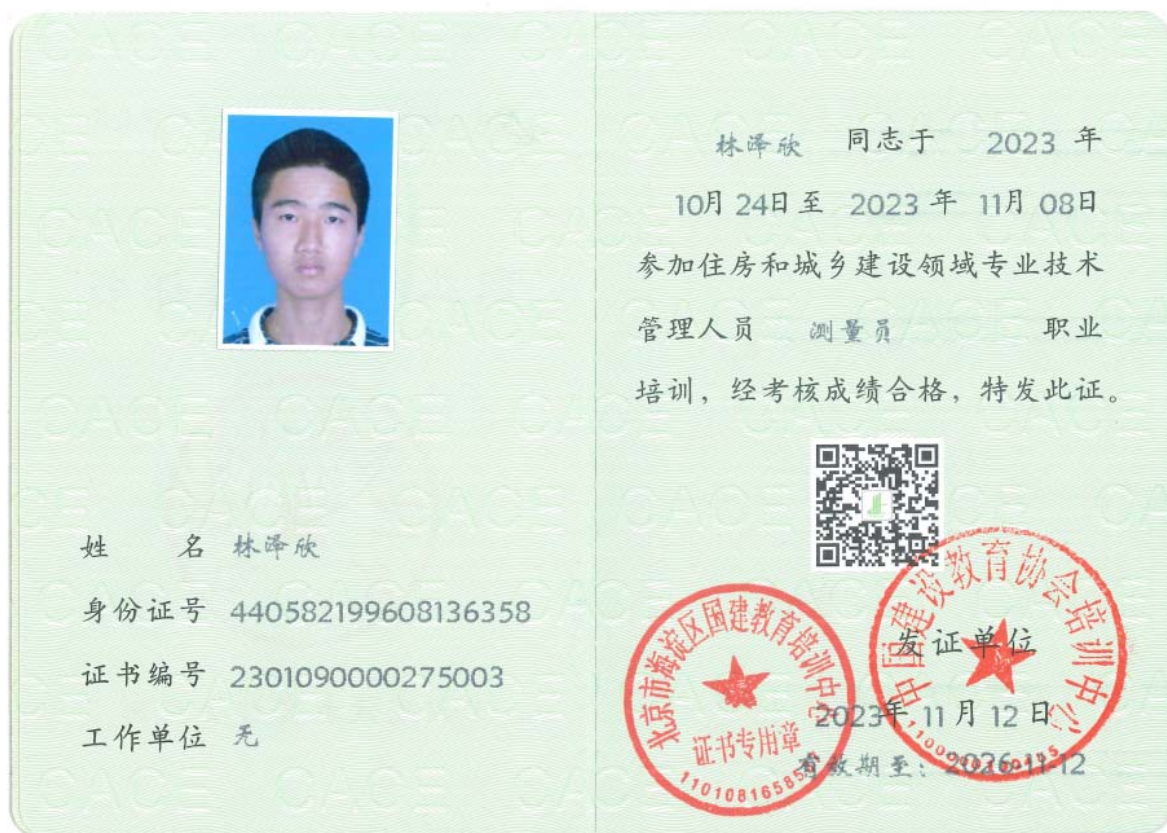 姓 名 林泽欣
身份证号 440582199608136358
证书编号 2301090000275003
工作单位 无
林泽欣 同志于 2023 年
10月 24日至 2023 年 11月 08日
参加住房和城乡建设领域专业技术
管理人员 测量员 职业
培训，经考核成绩合格，特发此证。
中国建设教育协会培训中心
北京市海淀区国建教育培训中心
证书专用章
发证单位
2023年 11 月 12 日
有效期至：2026-11-12
CACE